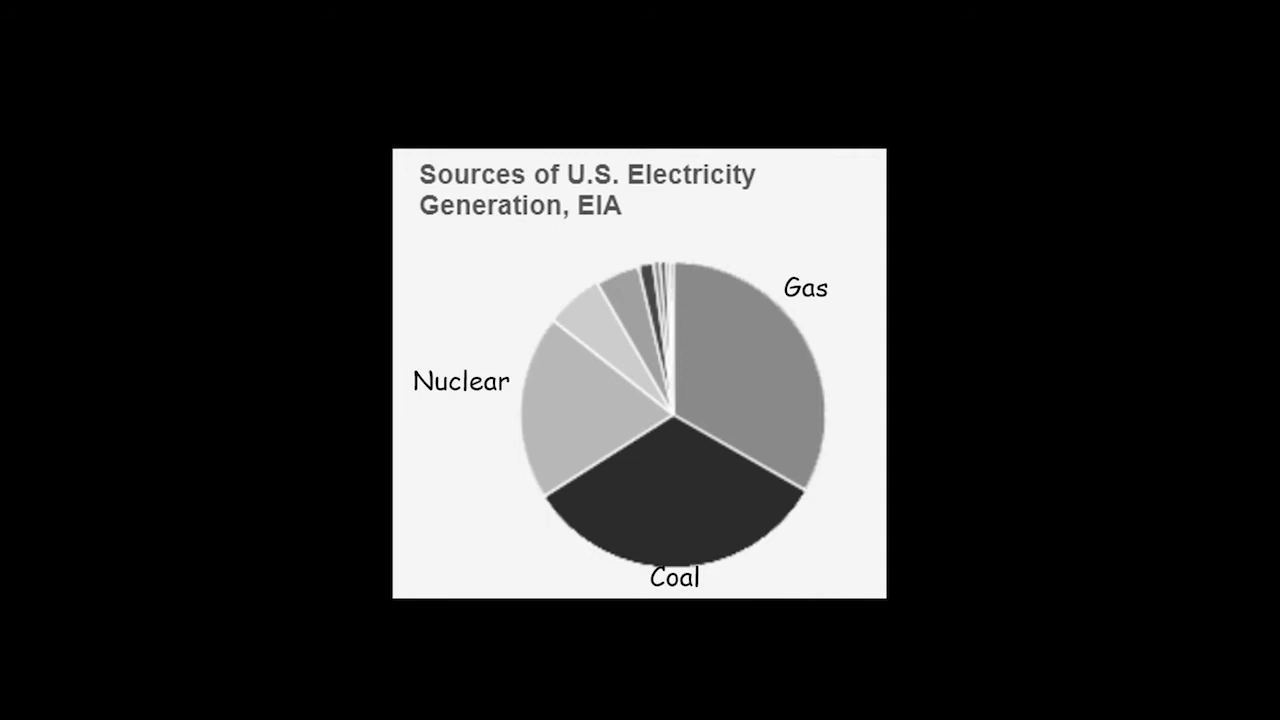 Sources of U.S. Electricity
Generation, EIA
Gas
Nuclear
Coal